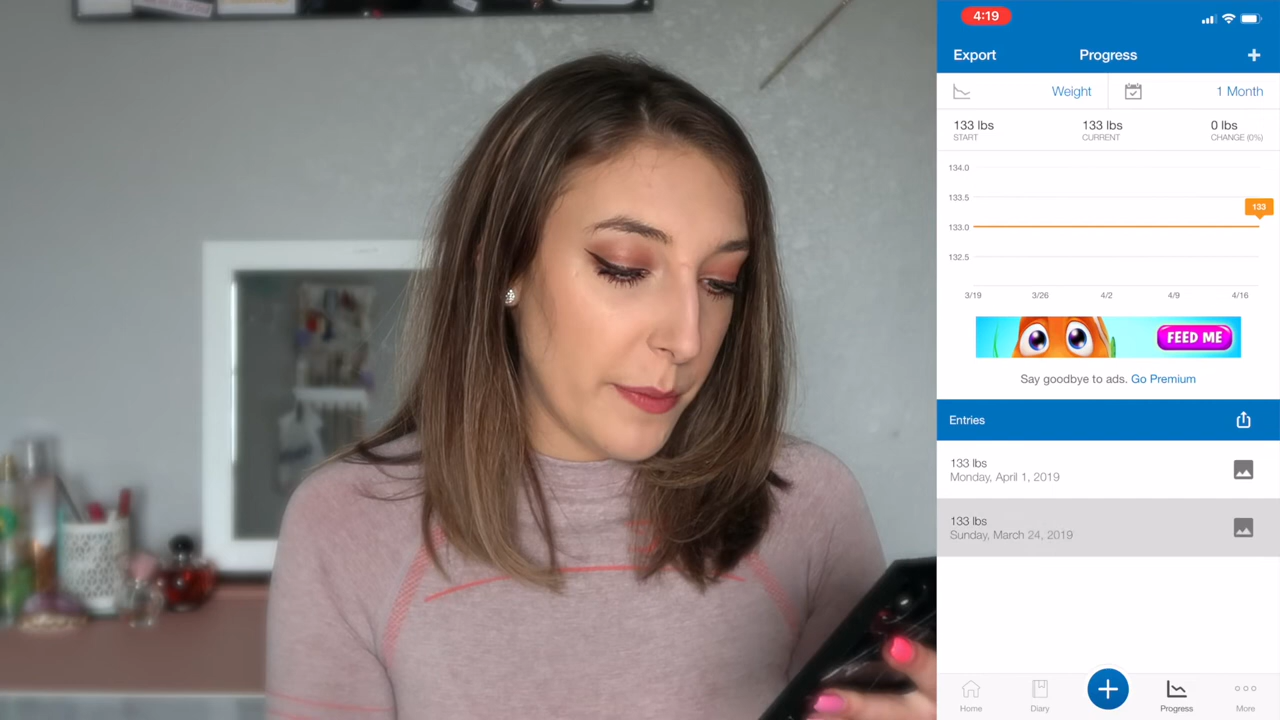 4:19
Export Progress +
Weight 1 Month
133 lbs 133 lbs 0 lbs
START CURRENT CHANGE (0%)
134.0
133.5
133
133.0
132.5
3/19 3/26 4/2 4/9 4/16
FEED ME
Say goodbye to ads. Go Premium
Entries
133 lbs
Monday, April 1, 2019
133 lbs
Sunday, March 24, 2019
Home Diary Progress More